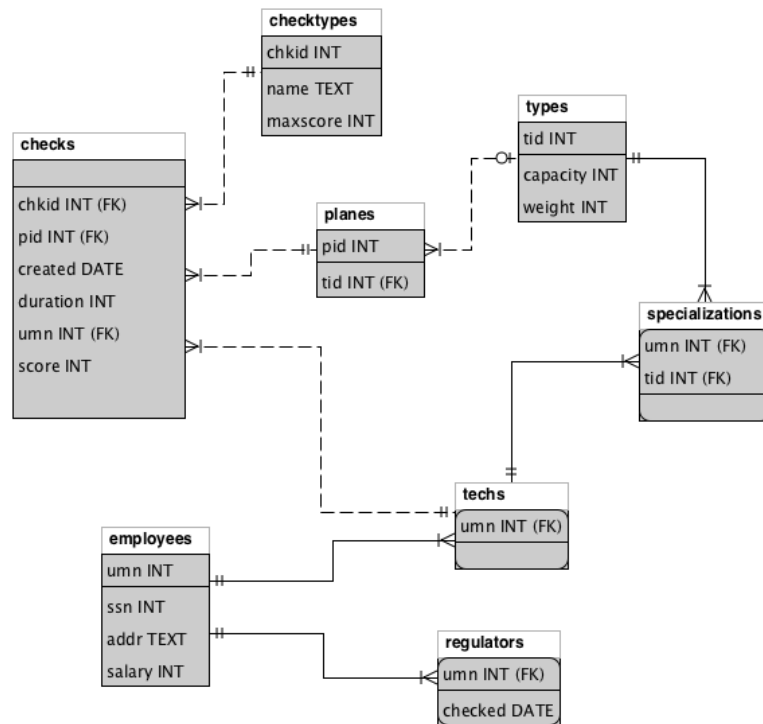 checktypes
chkid INT
name TEXT
maxscore INT
types
tid INT
capacity INT
weight INT
checks
chkid INT (FK)
pid INT (FK)
created DATE
duration INT
umn INT (FK)
score INT
planes
pid INT
tid INT (FK)
specializations
umn INT (FK)
tid INT (FK)
techs
umn INT (FK)
employees
umn INT
ssn INT
addr TEXT
salary INT
regulators
umn INT (FK)
checked DATE